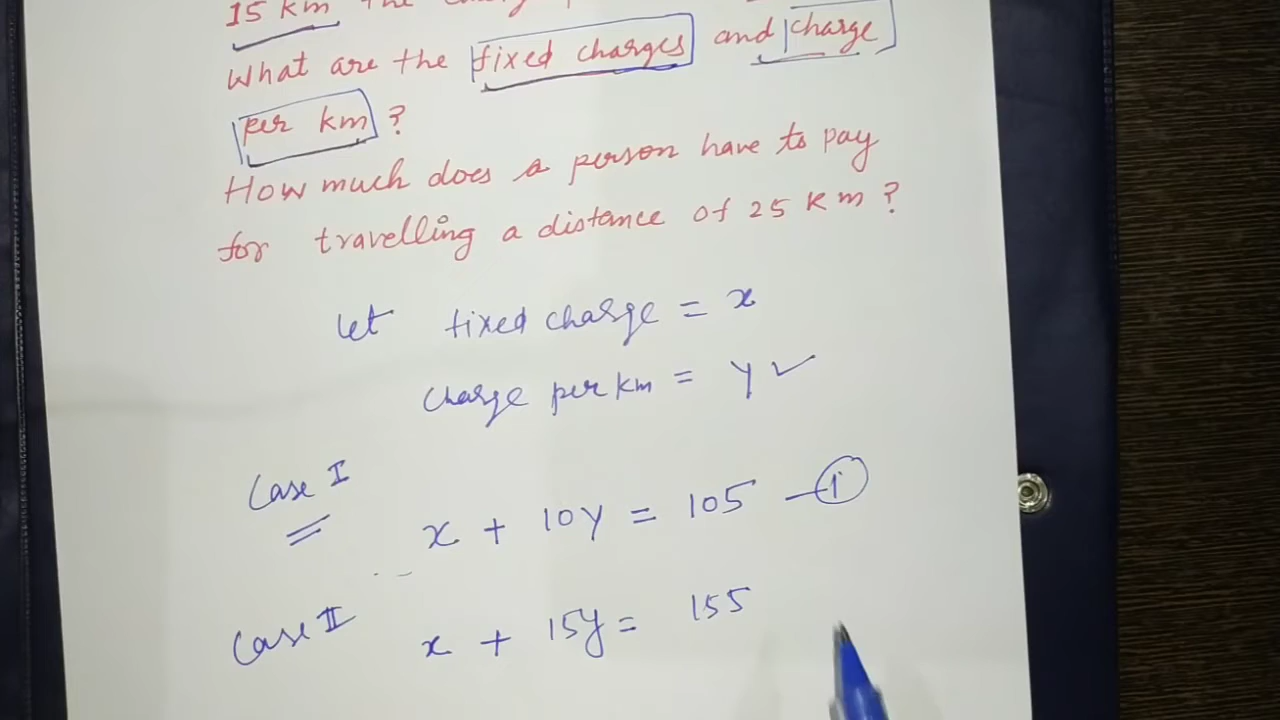 15 Km the
What are the fixed charges and charge
per km ?
How much does a person have to pay
for travelling a distance of 25 Km ?
Let fixed charge = x
Charge per km = y ✓
Case I
x + 10y = 105 — (i)
Case II
x + 15y = 155